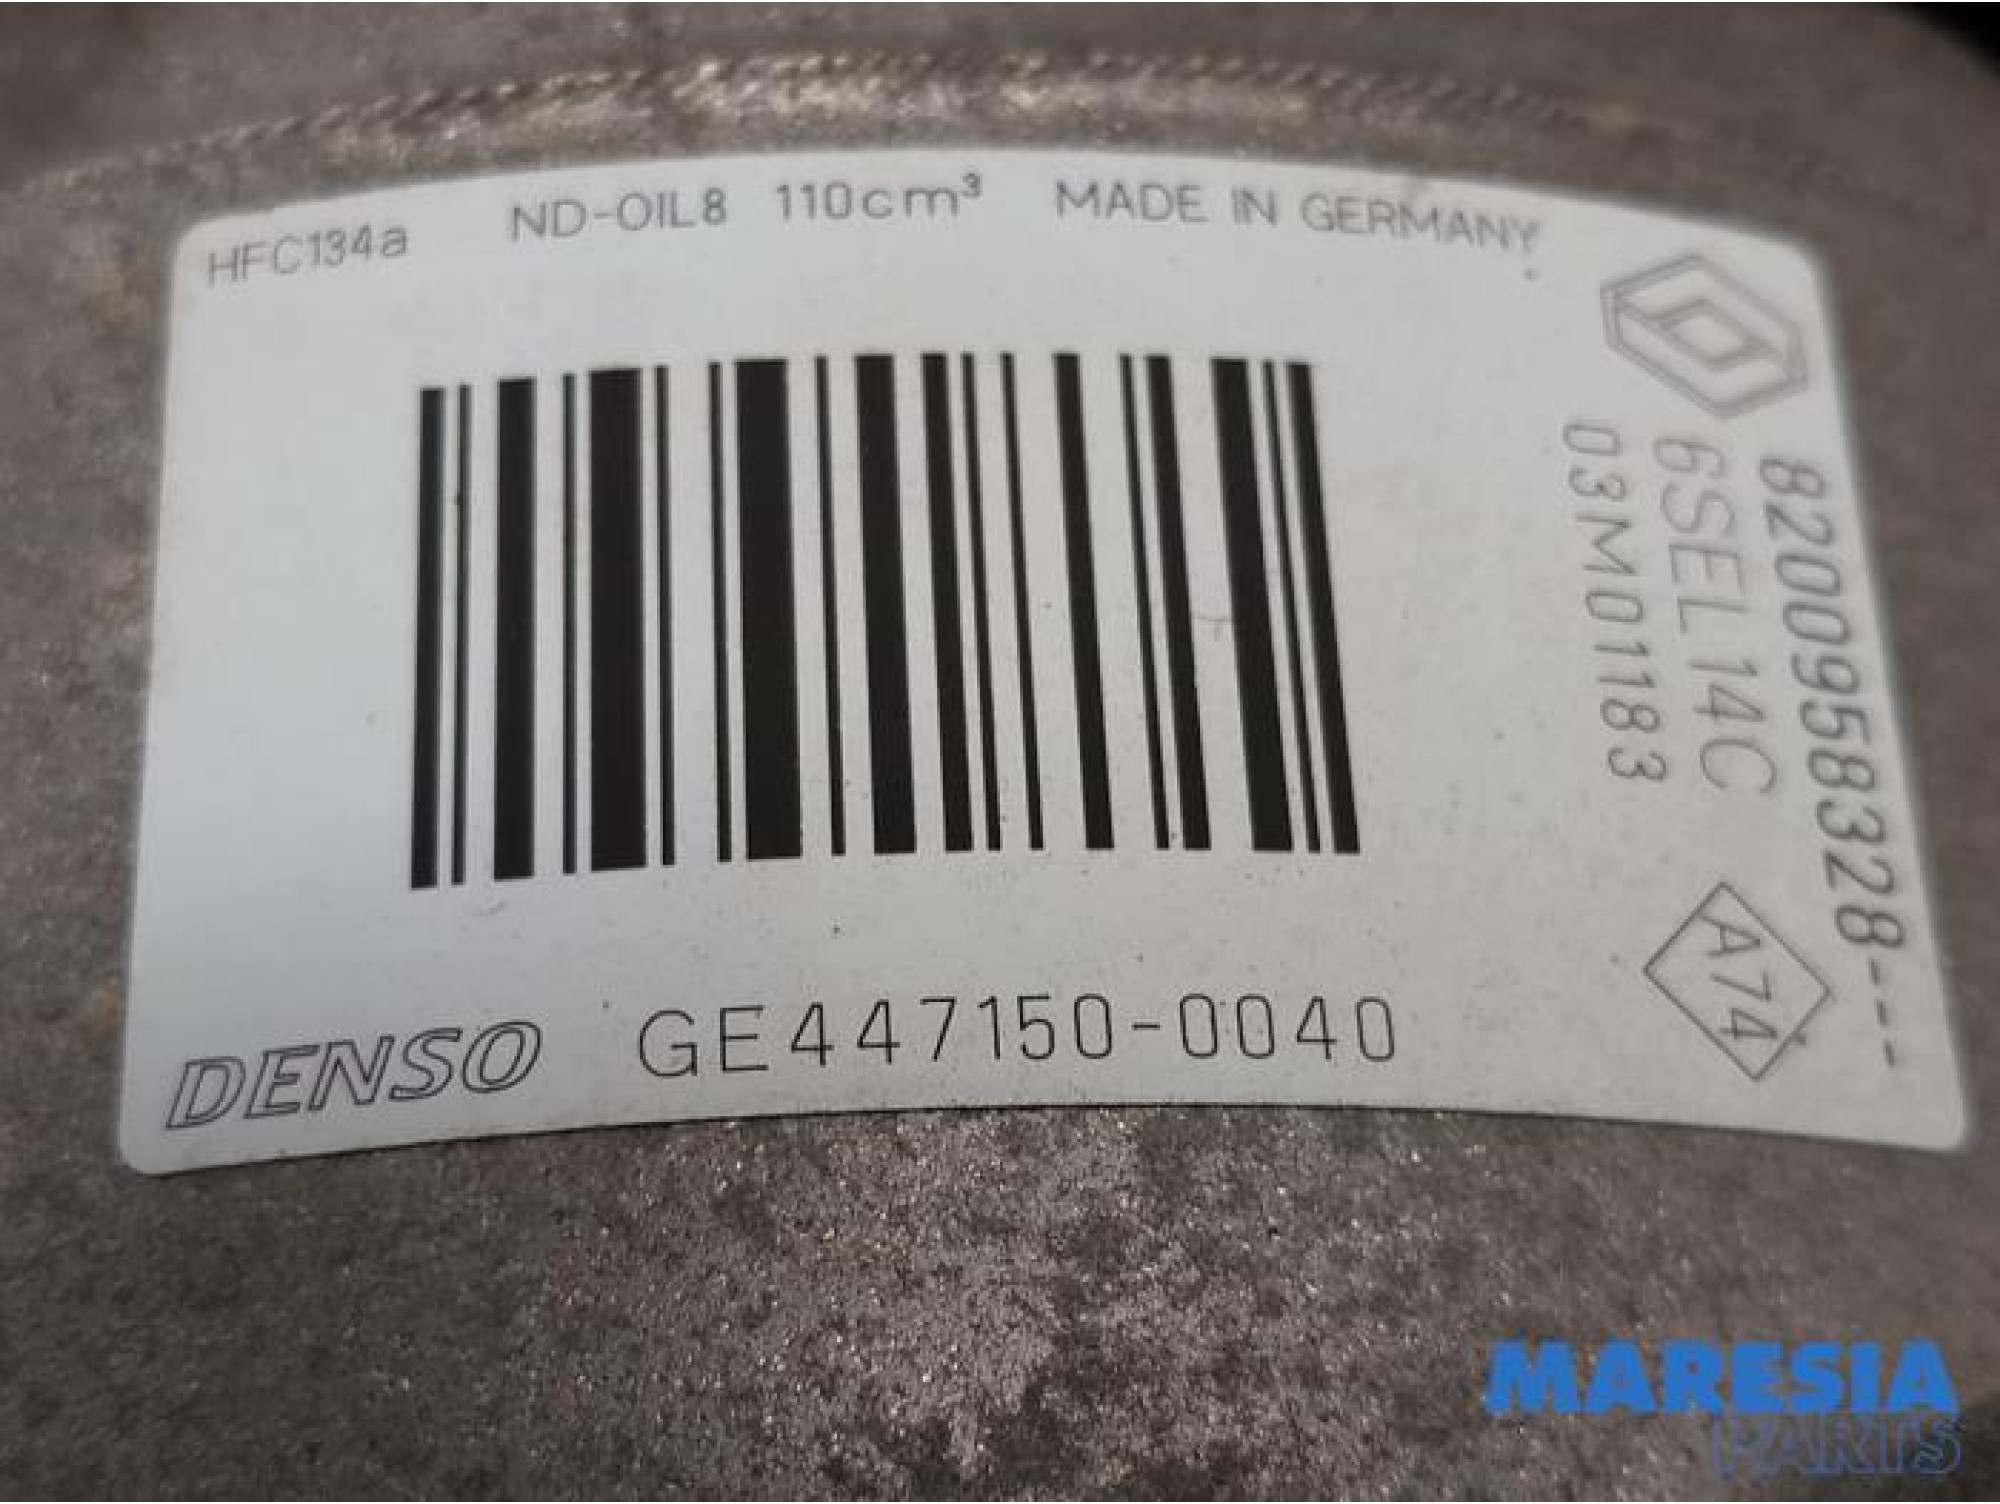 HFC134a ND-OIL8 110cm³ MADE IN GERMANY
8200958328---
6SEL14C
03M01183
A74
DENSO GE447150-0040
MARESIA
PARTS